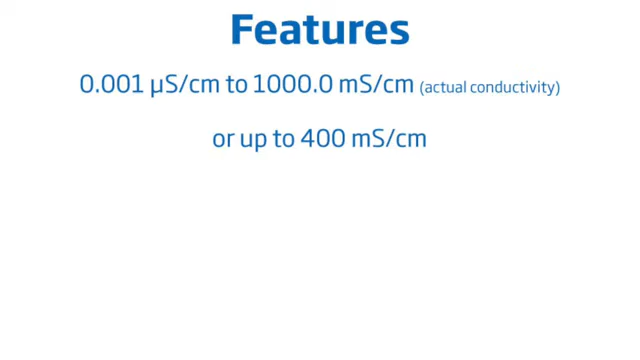 Features
0.001 µS/cm to 1000.0 mS/cm (actual conductivity)
or up to 400 mS/cm